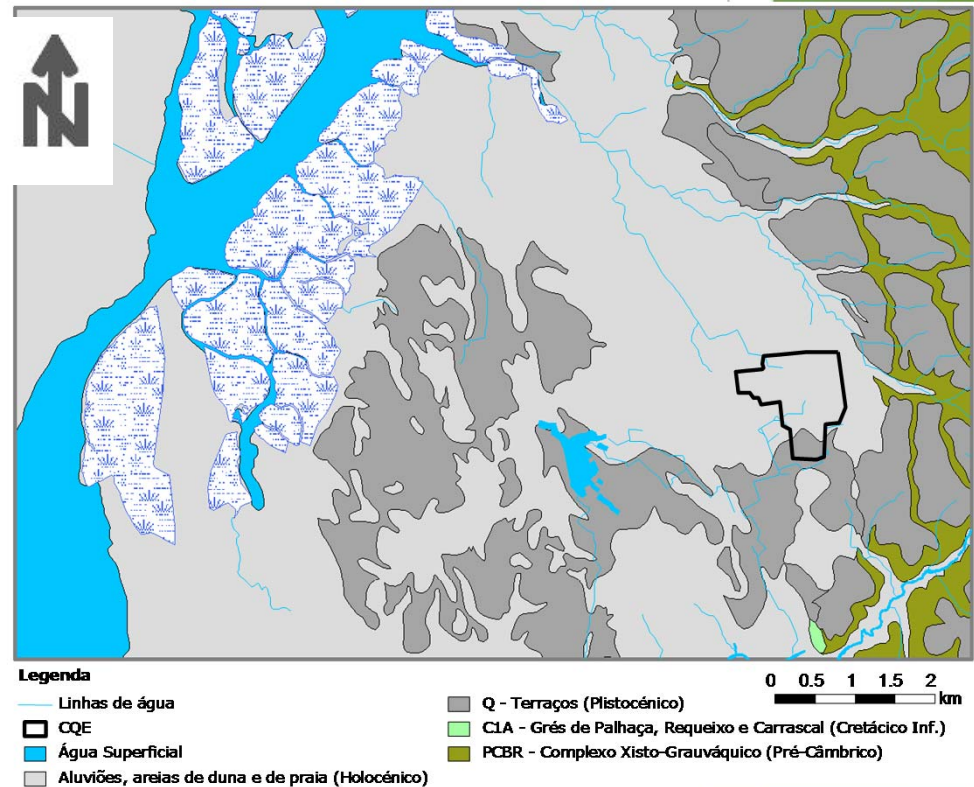 N
Legenda
Linhas de água
CQE
Água Superficial
Aluviões, areias de duna e de praia (Holocénico)
Q - Terraços (Plistocénico)
C1A - Grés de Palhaça, Requeixo e Carrascal (Cretácico Inf.)
PCBR - Complexo Xisto-Grauváquico (Pré-Câmbrico)
0 0.5 1 1.5 2
km